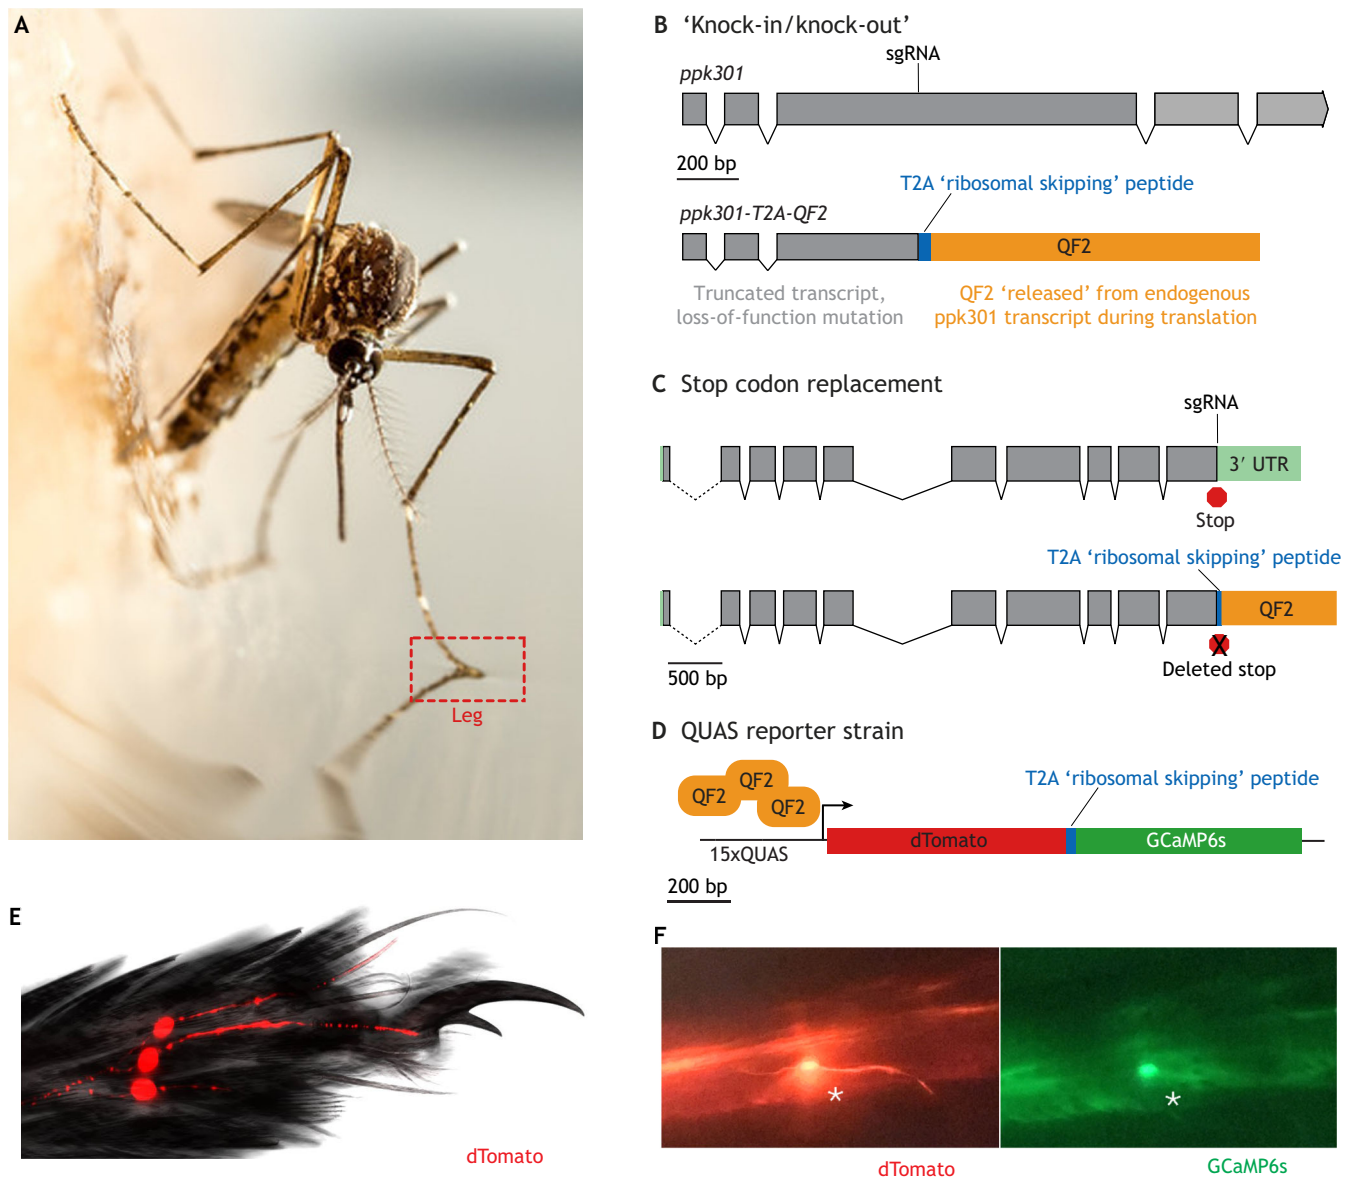 A
Leg
B ‘Knock-in/knock-out’
sgRNA
ppk301
200 bp
T2A ‘ribosomal skipping’ peptide
ppk301-T2A-QF2
QF2
Truncated transcript,
loss-of-function mutation
QF2 ‘released’ from endogenous
ppk301 transcript during translation
C Stop codon replacement
sgRNA
3′ UTR
Stop
T2A ‘ribosomal skipping’ peptide
QF2
X
Deleted stop
500 bp
D QUAS reporter strain
QF2
QF2
QF2
T2A ‘ribosomal skipping’ peptide
15xQUAS
dTomato
GCaMP6s
200 bp
E
dTomato
F
*
*
dTomato
GCaMP6s